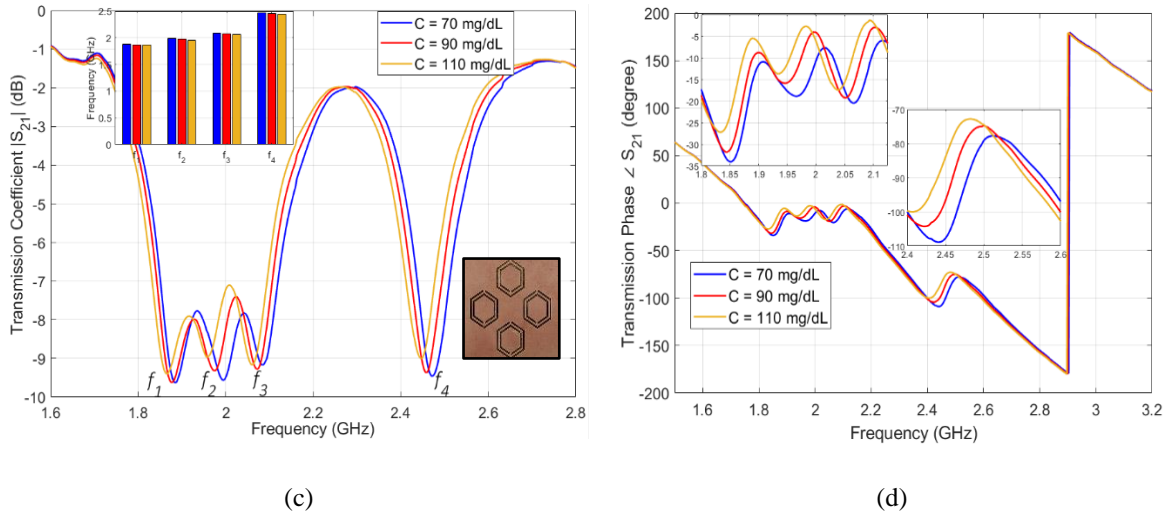 Transmission Coefficient |S21| (dB)
0
-1
-2
-3
-4
-5
-6
-7
-8
-9
-10
1.6 1.8 2 2.2 2.4 2.6 2.8
Frequency (GHz)
2.5
2
1.5
1
0.5
0
f1 f2 f3 f4
C = 70 mg/dL
C = 90 mg/dL
C = 110 mg/dL
f1 f2 f3 f4
(c)
Transmission Phase ∠ S21 (degree)
200
150
100
50
0
-50
-100
-150
-200
1.6 1.8 2 2.2 2.4 2.6 2.8 3 3.2
Frequency (GHz)
0
-5
-10
-15
-20
-25
-30
-35
1.8 1.85 1.9 1.95 2 2.05 2.1
-70
-80
-90
-100
-110
2.4 2.45 2.5 2.55 2.6
C = 70 mg/dL
C = 90 mg/dL
C = 110 mg/dL
(d)